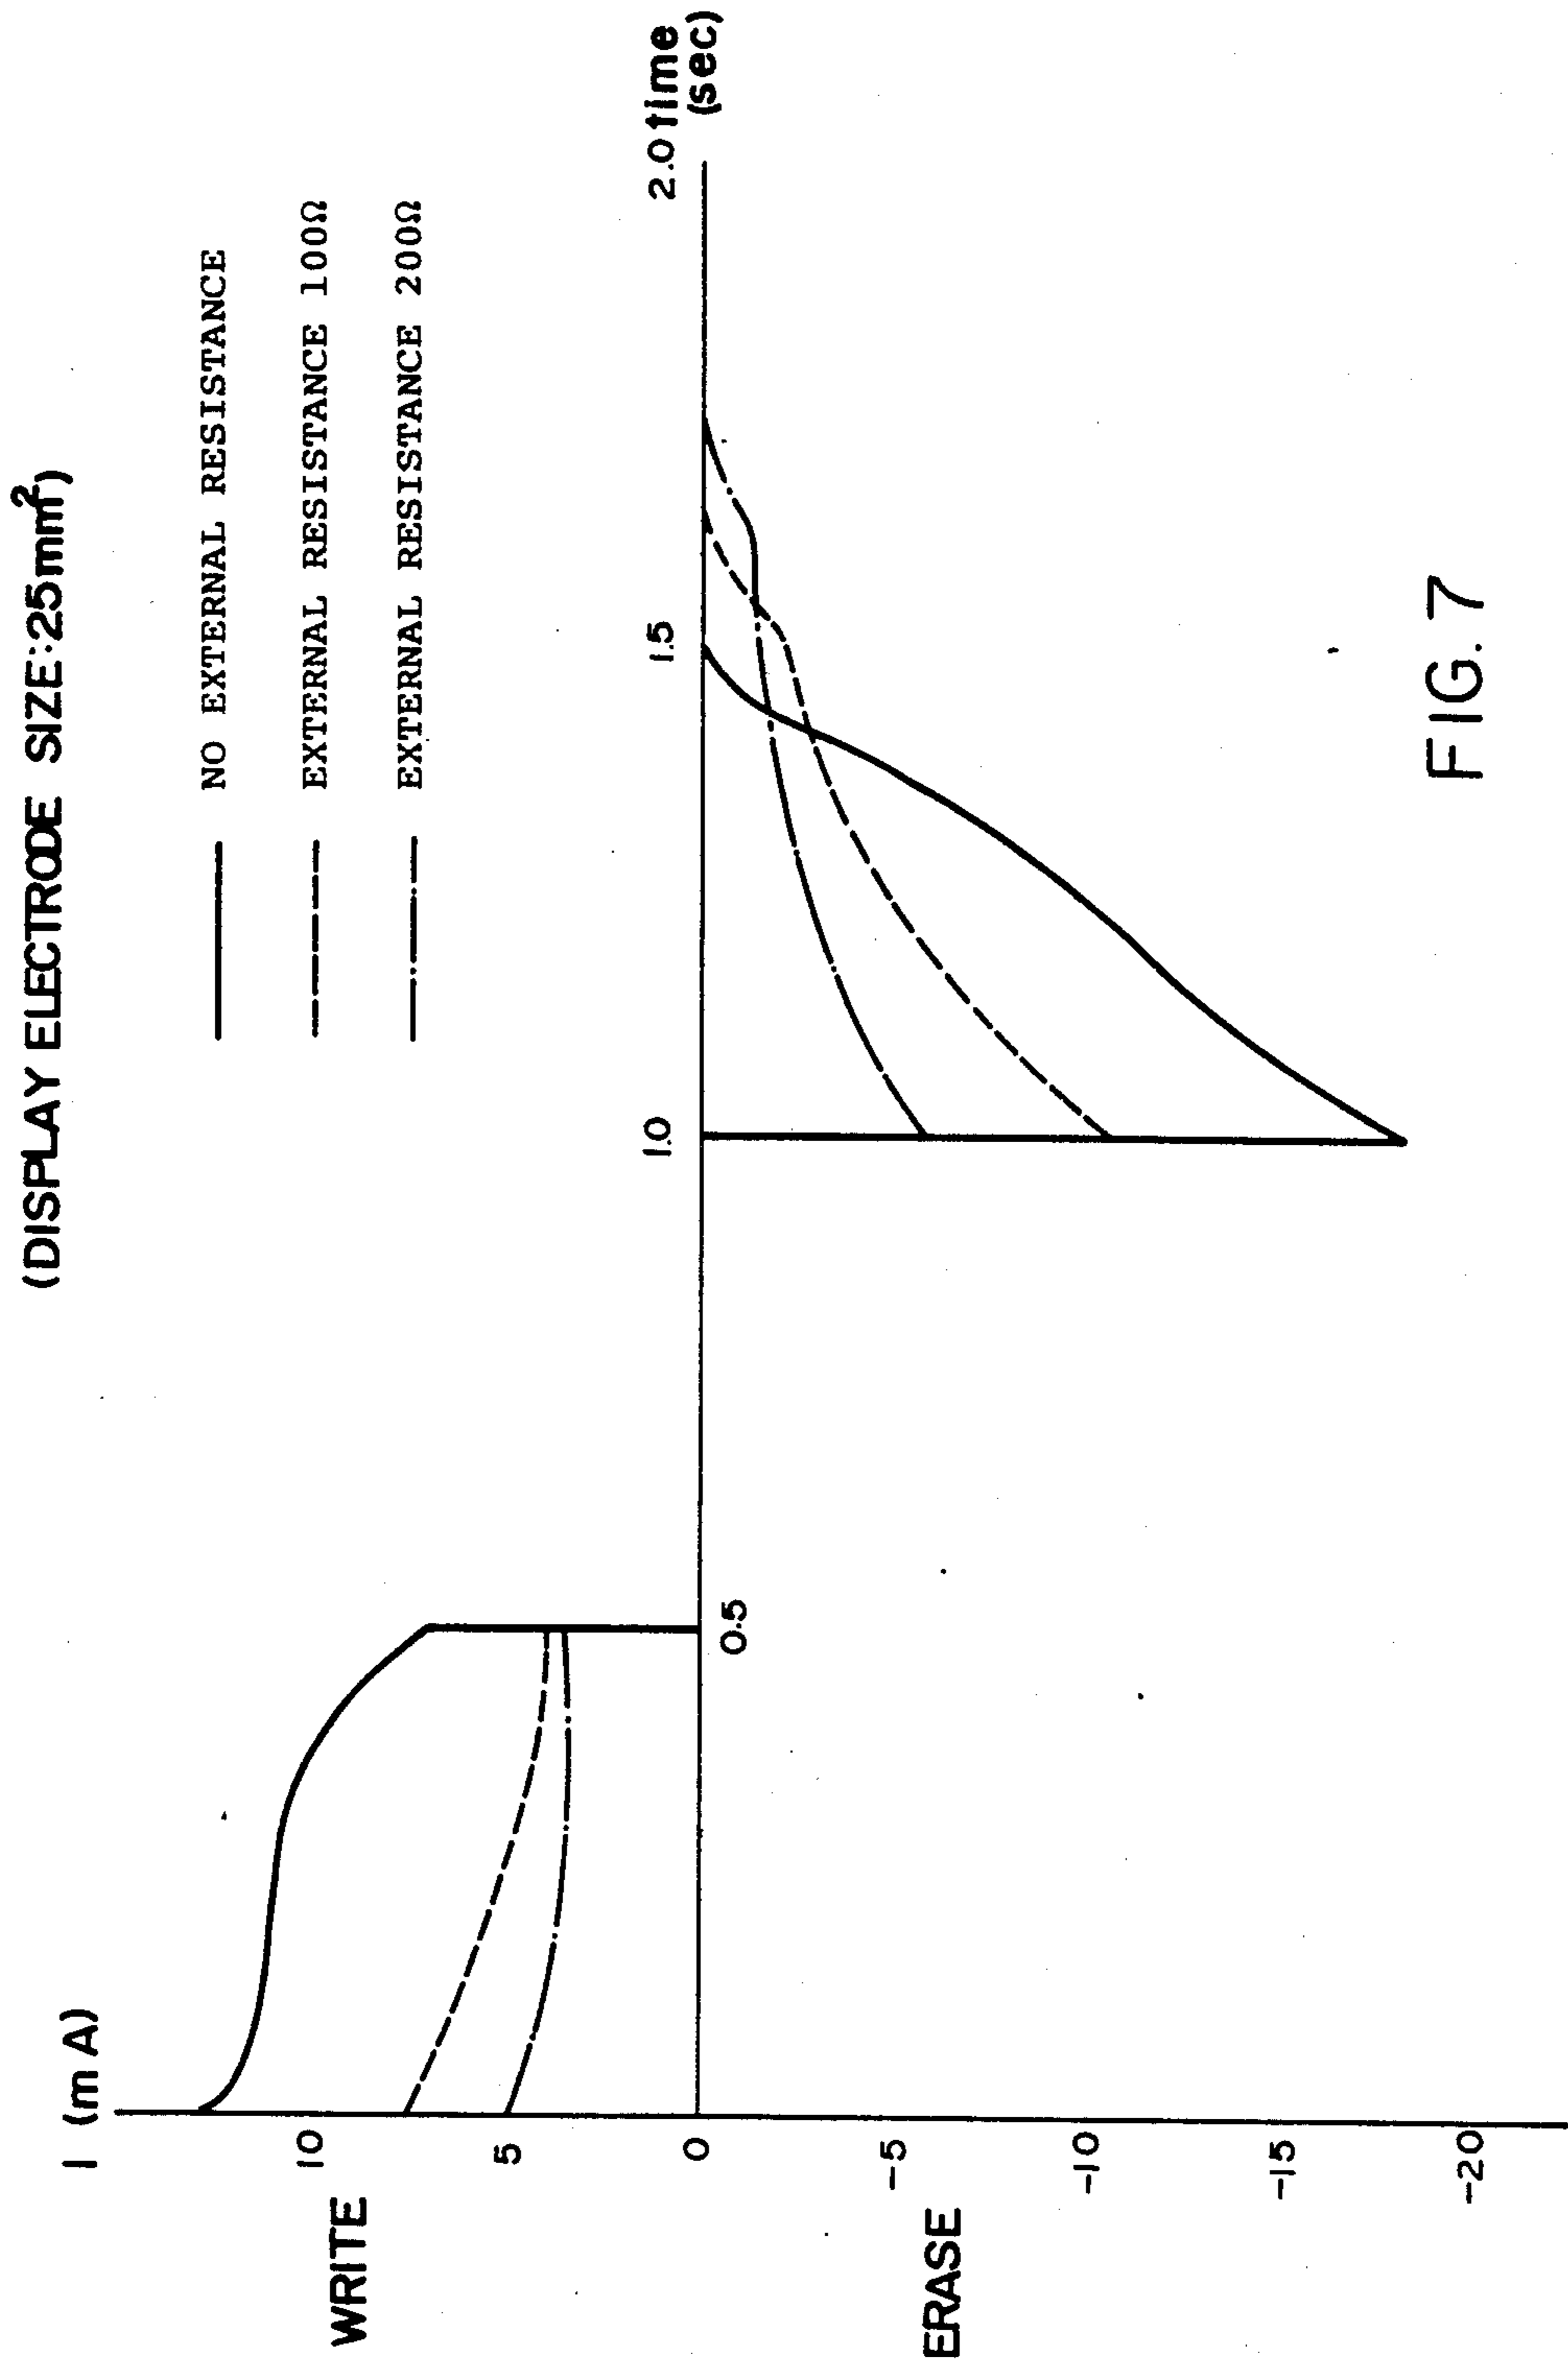 (DISPLAY ELECTRODE SIZE:25mm²)
I (mA)
NO EXTERNAL RESISTANCE
EXTERNAL RESISTANCE 100Ω
EXTERNAL RESISTANCE 200Ω
WRITE
10
5
0
-5
-10
-15
-20
ERASE
0.5
1.0
1.5
2.0 time
(sec)
FIG. 7